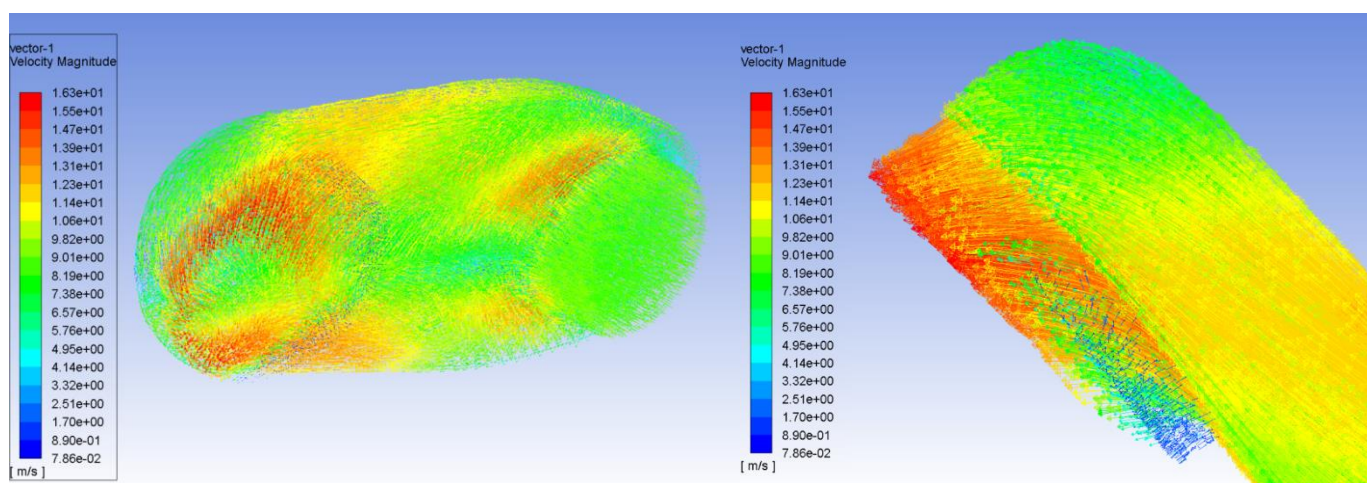 vector-1
Velocity Magnitude
1.63e+01
1.55e+01
1.47e+01
1.39e+01
1.31e+01
1.23e+01
1.14e+01
1.06e+01
9.82e+00
9.01e+00
8.19e+00
7.38e+00
6.57e+00
5.76e+00
4.95e+00
4.14e+00
3.32e+00
2.51e+00
1.70e+00
8.90e-01
7.86e-02
[ m/s ]
vector-1
Velocity Magnitude
1.63e+01
1.55e+01
1.47e+01
1.39e+01
1.31e+01
1.23e+01
1.14e+01
1.06e+01
9.82e+00
9.01e+00
8.19e+00
7.38e+00
6.57e+00
5.76e+00
4.95e+00
4.14e+00
3.32e+00
2.51e+00
1.70e+00
8.90e-01
7.86e-02
[ m/s ]